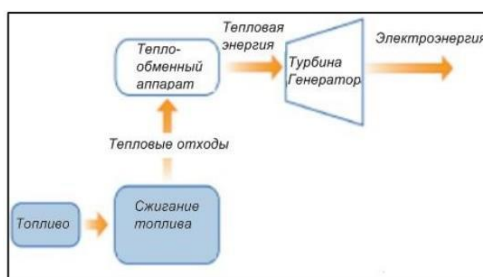 Тепловая
энергия
Электроэнергия
Тепло-
обменный
аппарат
Турбина
Генератор
Тепловые отходы
Топливо
Сжигание
топлива